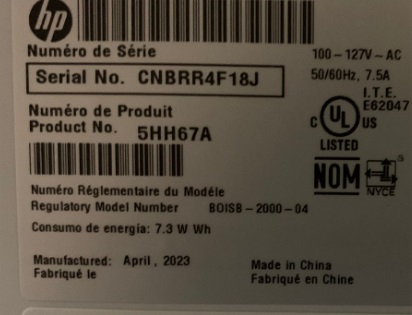 hp
Numéro de Série
Serial No. CNBRR4F18J
100 – 127V – AC
50/60Hz, 7.5A
I.T.E.
E62047
C UL US
LISTED
Numéro de Produit
Product No. 5HH67A
NOM
NYCE
Numéro Réglementaire du Modèle
Regulatory Model Number BOISB – 2000 – 04
Consumo de energía: 7.3 W Wh
Manufactured: April , 2023
Fabriqué le
Made in China
Fabriqué en Chine